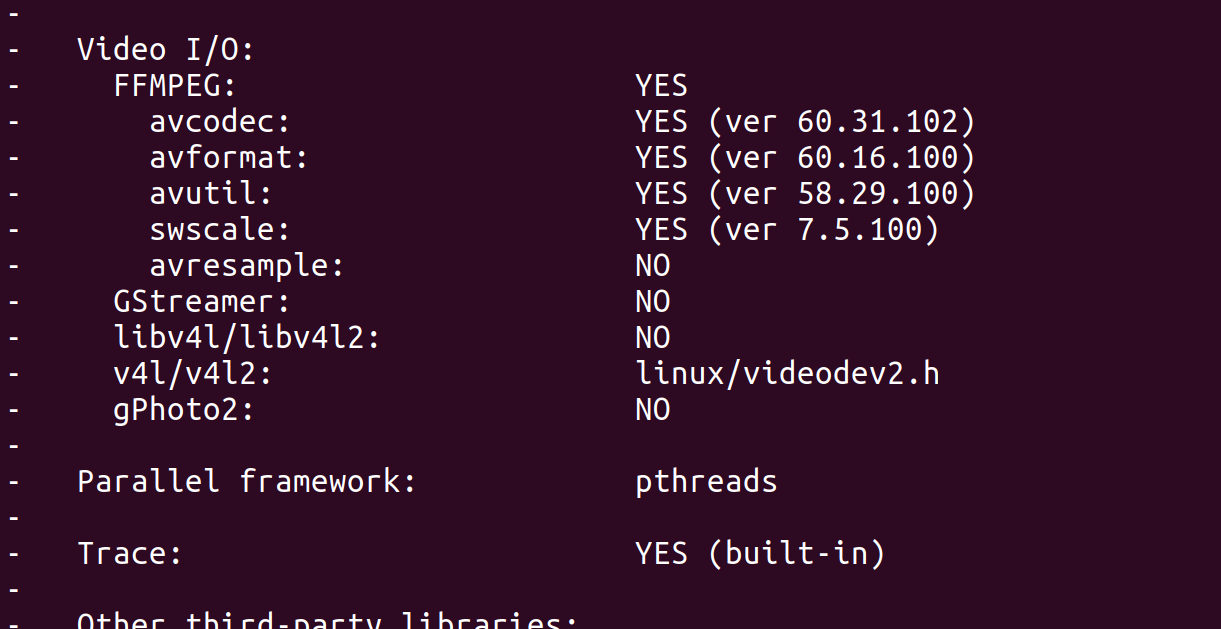 -
-   Video I/O:
-     FFMPEG:                      YES
-       avcodec:                   YES (ver 60.31.102)
-       avformat:                  YES (ver 60.16.100)
-       avutil:                    YES (ver 58.29.100)
-       swscale:                   YES (ver 7.5.100)
-       avresample:                NO
-     GStreamer:                   NO
-     libv4l/libv4l2:              NO
-     v4l/v4l2:                    linux/videodev2.h
-     gPhoto2:                     NO
-
-   Parallel framework:            pthreads
-
-   Trace:                         YES (built-in)
-
-   Other third-party libraries: